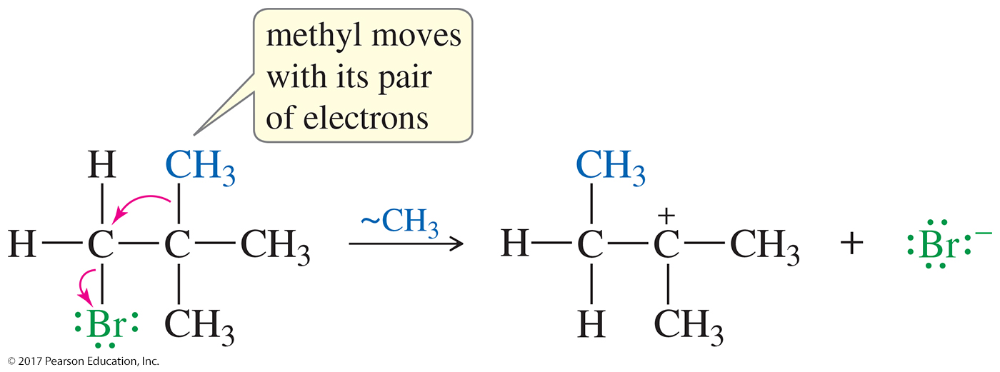 methyl moves
with its pair
of electrons
H CH₃ CH₃
~CH₃
H—C—C—CH₃ H—C—C⁺—CH₃ + :Br:⁻
:Br: CH₃ H CH₃
© 2017 Pearson Education, Inc.